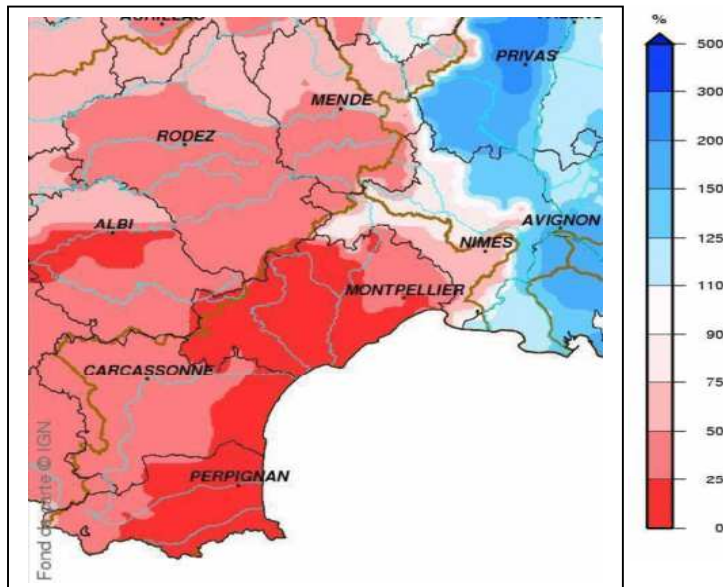 AURILLAC
PRIVAS
MENDE
RODEZ
ALBI
AVIGNON
NIMES
MONTPELLIER
CARCASSONNE
PERPIGNAN
Fond de carte © IGN
%
500
300
200
150
125
110
90
75
50
25
0